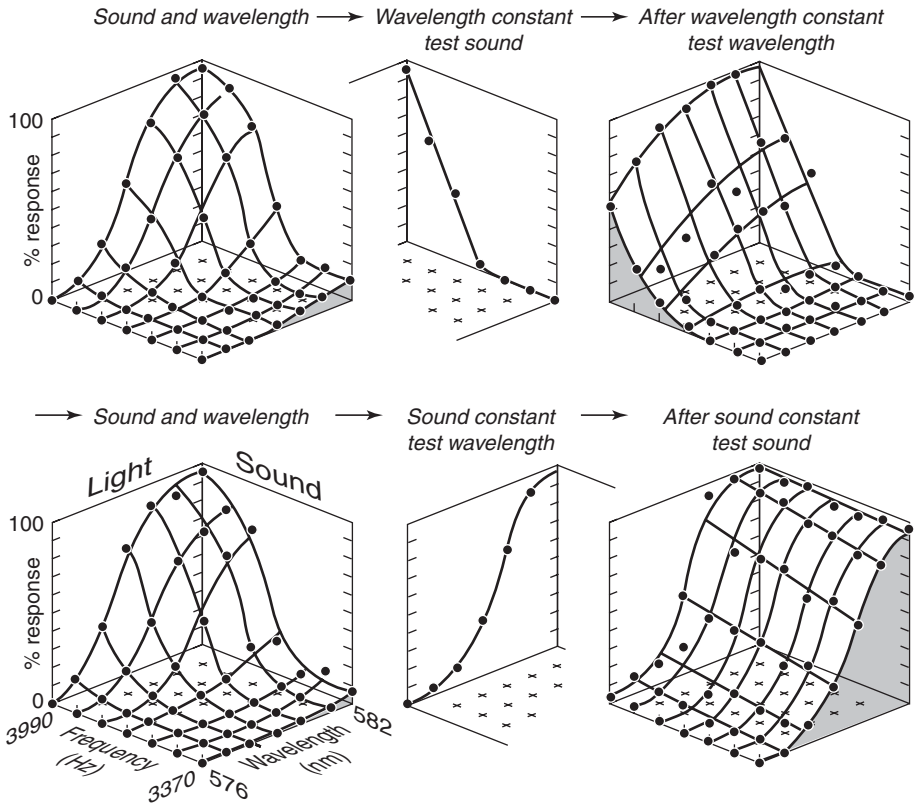 Sound and wavelength → Wavelength constant → After wavelength constant
test sound test wavelength
100
% response
0
→ Sound and wavelength → Sound constant → After sound constant
test wavelength test sound
Light Sound
100
% response
0
3990 582
Frequency Wavelength
(Hz) (nm)
3370 576